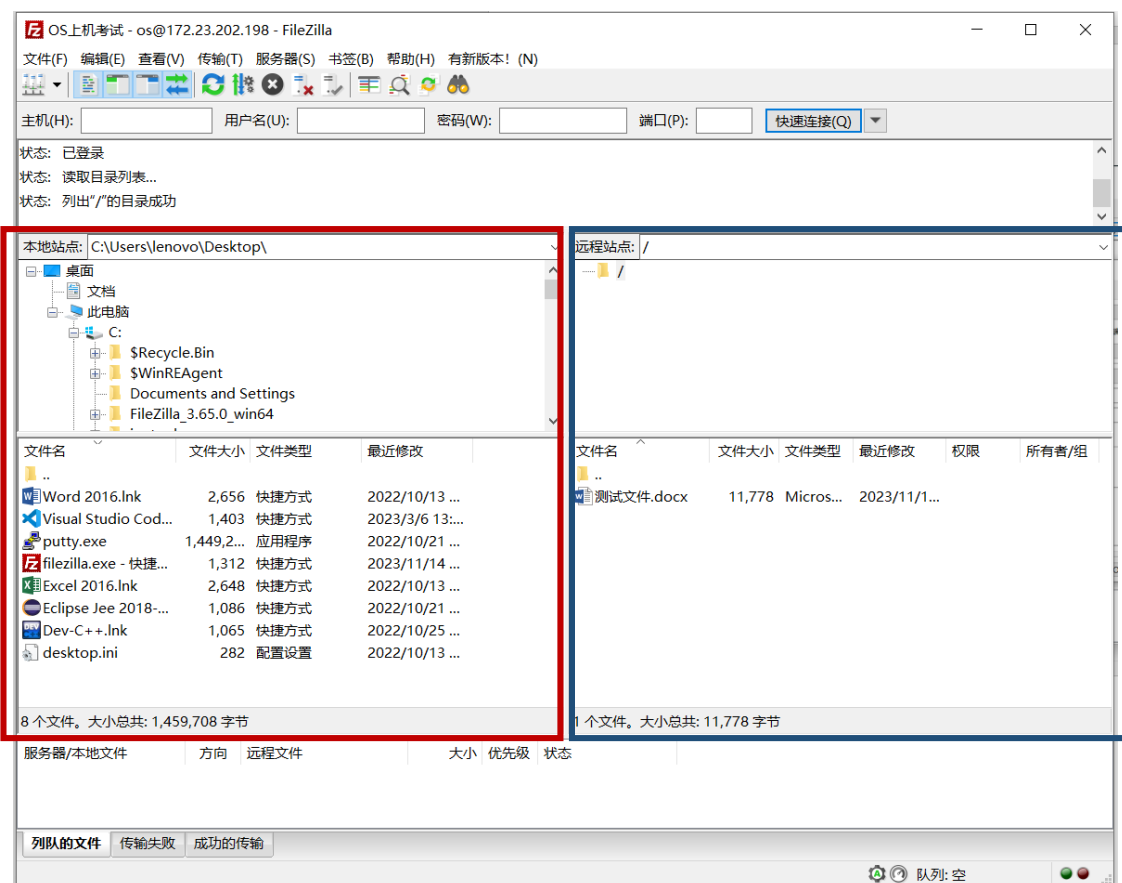 OS上机考试 - os@172.23.202.198 - FileZilla
文件(F) 编辑(E) 查看(V) 传输(T) 服务器(S) 书签(B) 帮助(H) 有新版本！(N)
主机(H): 用户名(U): 密码(W): 端口(P): 快速连接(Q)
状态: 已登录
状态: 读取目录列表...
状态: 列出"/"的目录成功
本地站点: C:\Users\lenovo\Desktop\
桌面
文档
此电脑
C:
$Recycle.Bin
$WinREAgent
Documents and Settings
FileZilla_3.65.0_win64
文件名 文件大小 文件类型 最近修改
..
Word 2016.lnk 2,656 快捷方式 2022/10/13 ...
Visual Studio Cod... 1,403 快捷方式 2023/3/6 13:...
putty.exe 1,449,2... 应用程序 2022/10/21 ...
filezilla.exe - 快捷... 1,312 快捷方式 2023/11/14 ...
Excel 2016.lnk 2,648 快捷方式 2022/10/13 ...
Eclipse Jee 2018-... 1,086 快捷方式 2022/10/21 ...
Dev-C++.lnk 1,065 快捷方式 2022/10/25 ...
desktop.ini 282 配置设置 2022/10/13 ...
8 个文件。大小总共: 1,459,708 字节
远程站点: /
/
文件名 文件大小 文件类型 最近修改 权限 所有者/组
..
测试文件.docx 11,778 Micros... 2023/11/1...
1 个文件。大小总共: 11,778 字节
服务器/本地文件 方向 远程文件 大小 优先级 状态
列队的文件 传输失败 成功的传输
队列: 空